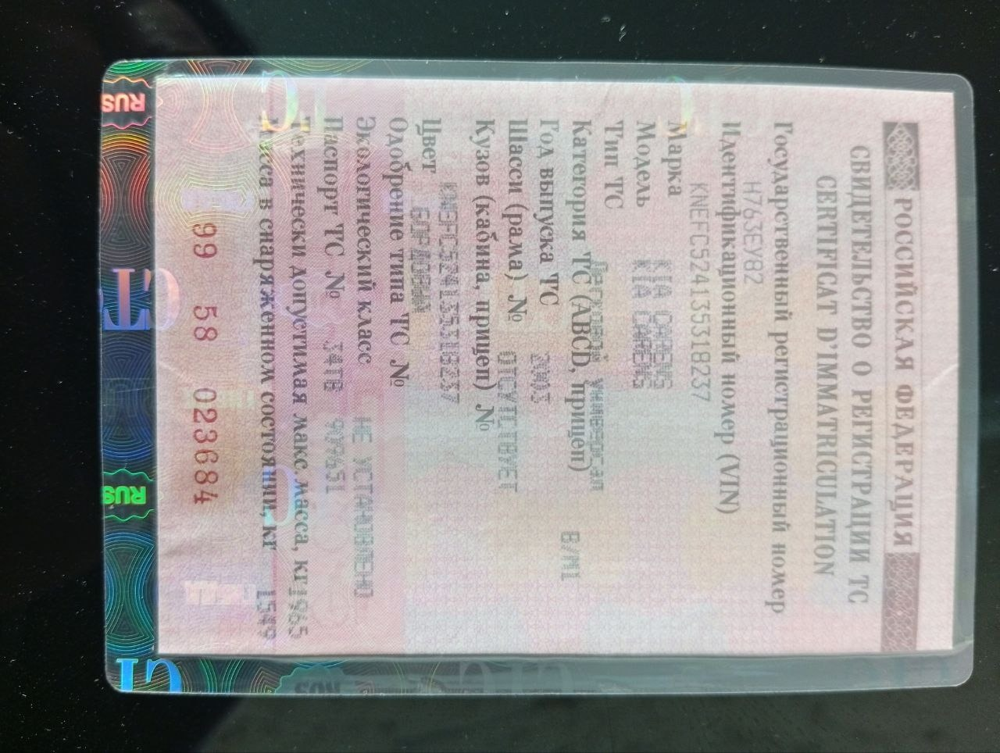 РОССИЙСКАЯ ФЕДЕРАЦИЯ
СВИДЕТЕЛЬСТВО О РЕГИСТРАЦИИ ТС
CERTIFICAT D'IMMATRICULATION
Государственный регистрационный номер
Н763ЕУ82
Идентификационный номер (VIN)
KNEFC524135318237
Марка KIA CARENS
Модель KIA CARENS
Тип ТС Легковой универсал
Категория ТС (ABCD, прицеп) B/M1
Год выпуска ТС 2003
Шасси (рама) № ОТСУТСТВУЕТ
Кузов (кабина, прицеп) №
KNEFC524135318237
Цвет БОРДОВЫЙ
Одобрение типа ТС №
Экологический класс НЕ УСТАНОВЛЕНО
Паспорт ТС № 34ТВ 909651
Технически допустимая макс. масса, кг 1965
Масса в снаряженном состоянии, кг 1549
99 58 023684
RUS
RUS